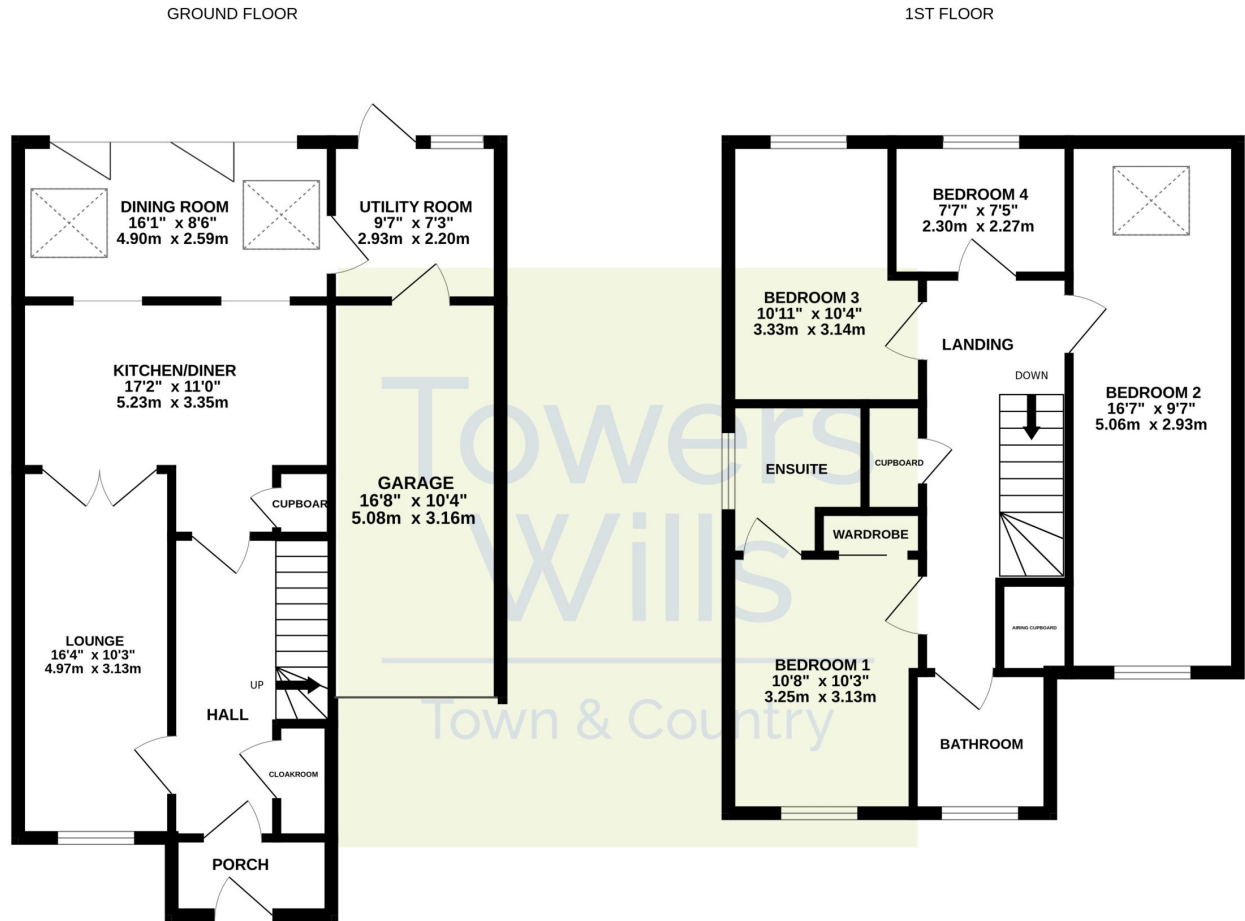 GROUND FLOOR
1ST FLOOR
DINING ROOM
16'1" x 8'6"
4.90m x 2.59m
UTILITY ROOM
9'7" x 7'3"
2.93m x 2.20m
KITCHEN/DINER
17'2" x 11'0"
5.23m x 3.35m
CUPBOAR
GARAGE
16'8" x 10'4"
5.08m x 3.16m
LOUNGE
16'4" x 10'3"
4.97m x 3.13m
UP
HALL
CLOAKROOM
PORCH
BEDROOM 4
7'7" x 7'5"
2.30m x 2.27m
BEDROOM 3
10'11" x 10'4"
3.33m x 3.14m
LANDING
DOWN
BEDROOM 2
16'7" x 9'7"
5.06m x 2.93m
ENSUITE
CUPBOARD
WARDROBE
AIRING CUPBOARD
BEDROOM 1
10'8" x 10'3"
3.25m x 3.13m
BATHROOM
Towers
Wills
Town & Country